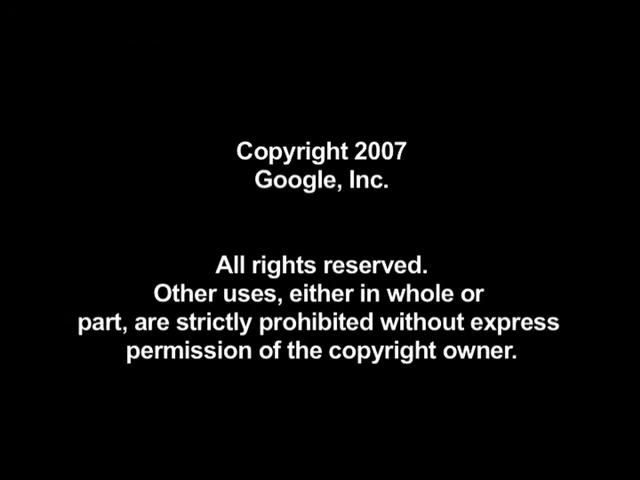 Copyright 2007
Google, Inc.
All rights reserved.
Other uses, either in whole or
part, are strictly prohibited without express
permission of the copyright owner.